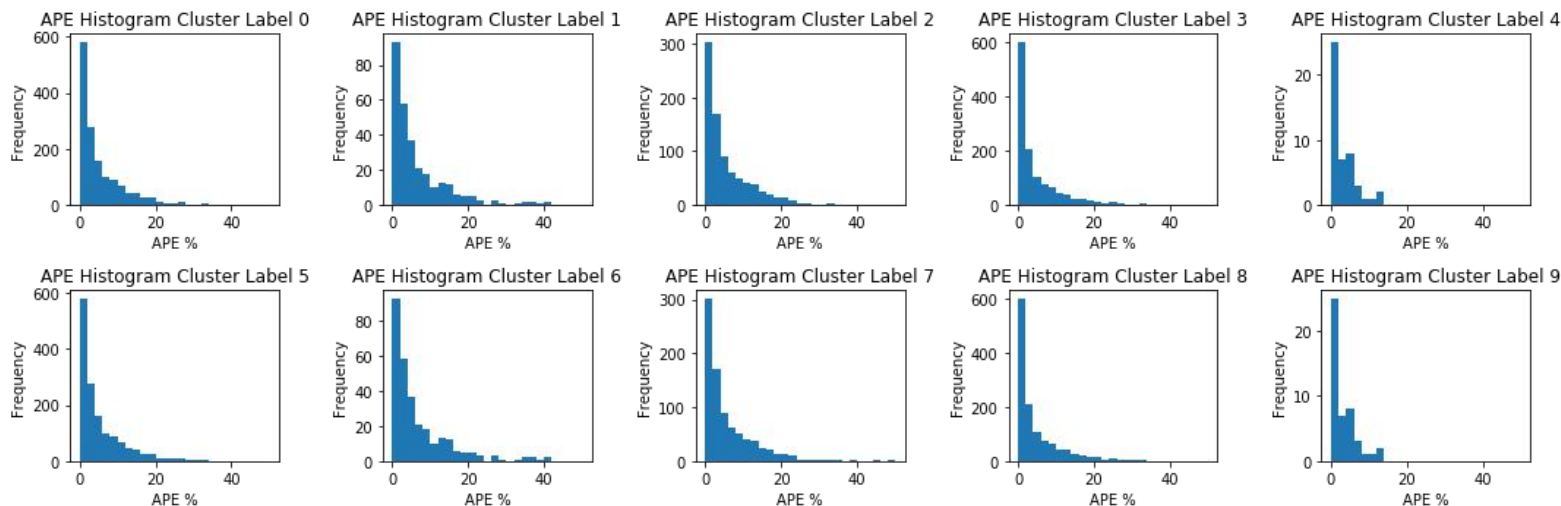 APE Histogram Cluster Label 0
600
400
200
0
Frequency
0 20 40
APE %
APE Histogram Cluster Label 1
80
60
40
20
0
Frequency
0 20 40
APE %
APE Histogram Cluster Label 2
300
200
100
0
Frequency
0 20 40
APE %
APE Histogram Cluster Label 3
600
400
200
0
Frequency
0 20 40
APE %
APE Histogram Cluster Label 4
20
10
0
Frequency
0 20 40
APE %
APE Histogram Cluster Label 5
600
400
200
0
Frequency
0 20 40
APE %
APE Histogram Cluster Label 6
80
60
40
20
0
Frequency
0 20 40
APE %
APE Histogram Cluster Label 7
300
200
100
0
Frequency
0 20 40
APE %
APE Histogram Cluster Label 8
600
400
200
0
Frequency
0 20 40
APE %
APE Histogram Cluster Label 9
20
10
0
Frequency
0 20 40
APE %